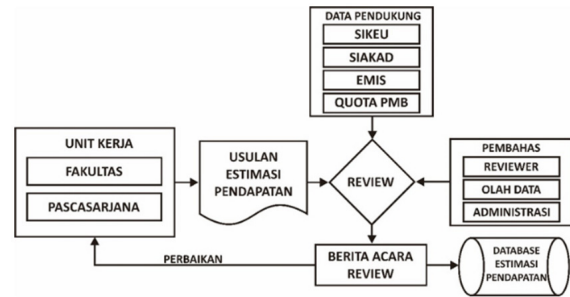 DATA PENDUKUNG
SIKEU
SIAKAD
EMIS
QUOTA PMB
UNIT KERJA
FAKULTAS
PASCASARJANA
USULAN
ESTIMASI
PENDAPATAN
REVIEW
PEMBAHAS
REVIEWER
OLAH DATA
ADMINISTRASI
PERBAIKAN
BERITA ACARA
REVIEW
DATABASE
ESTIMASI
PENDAPATAN